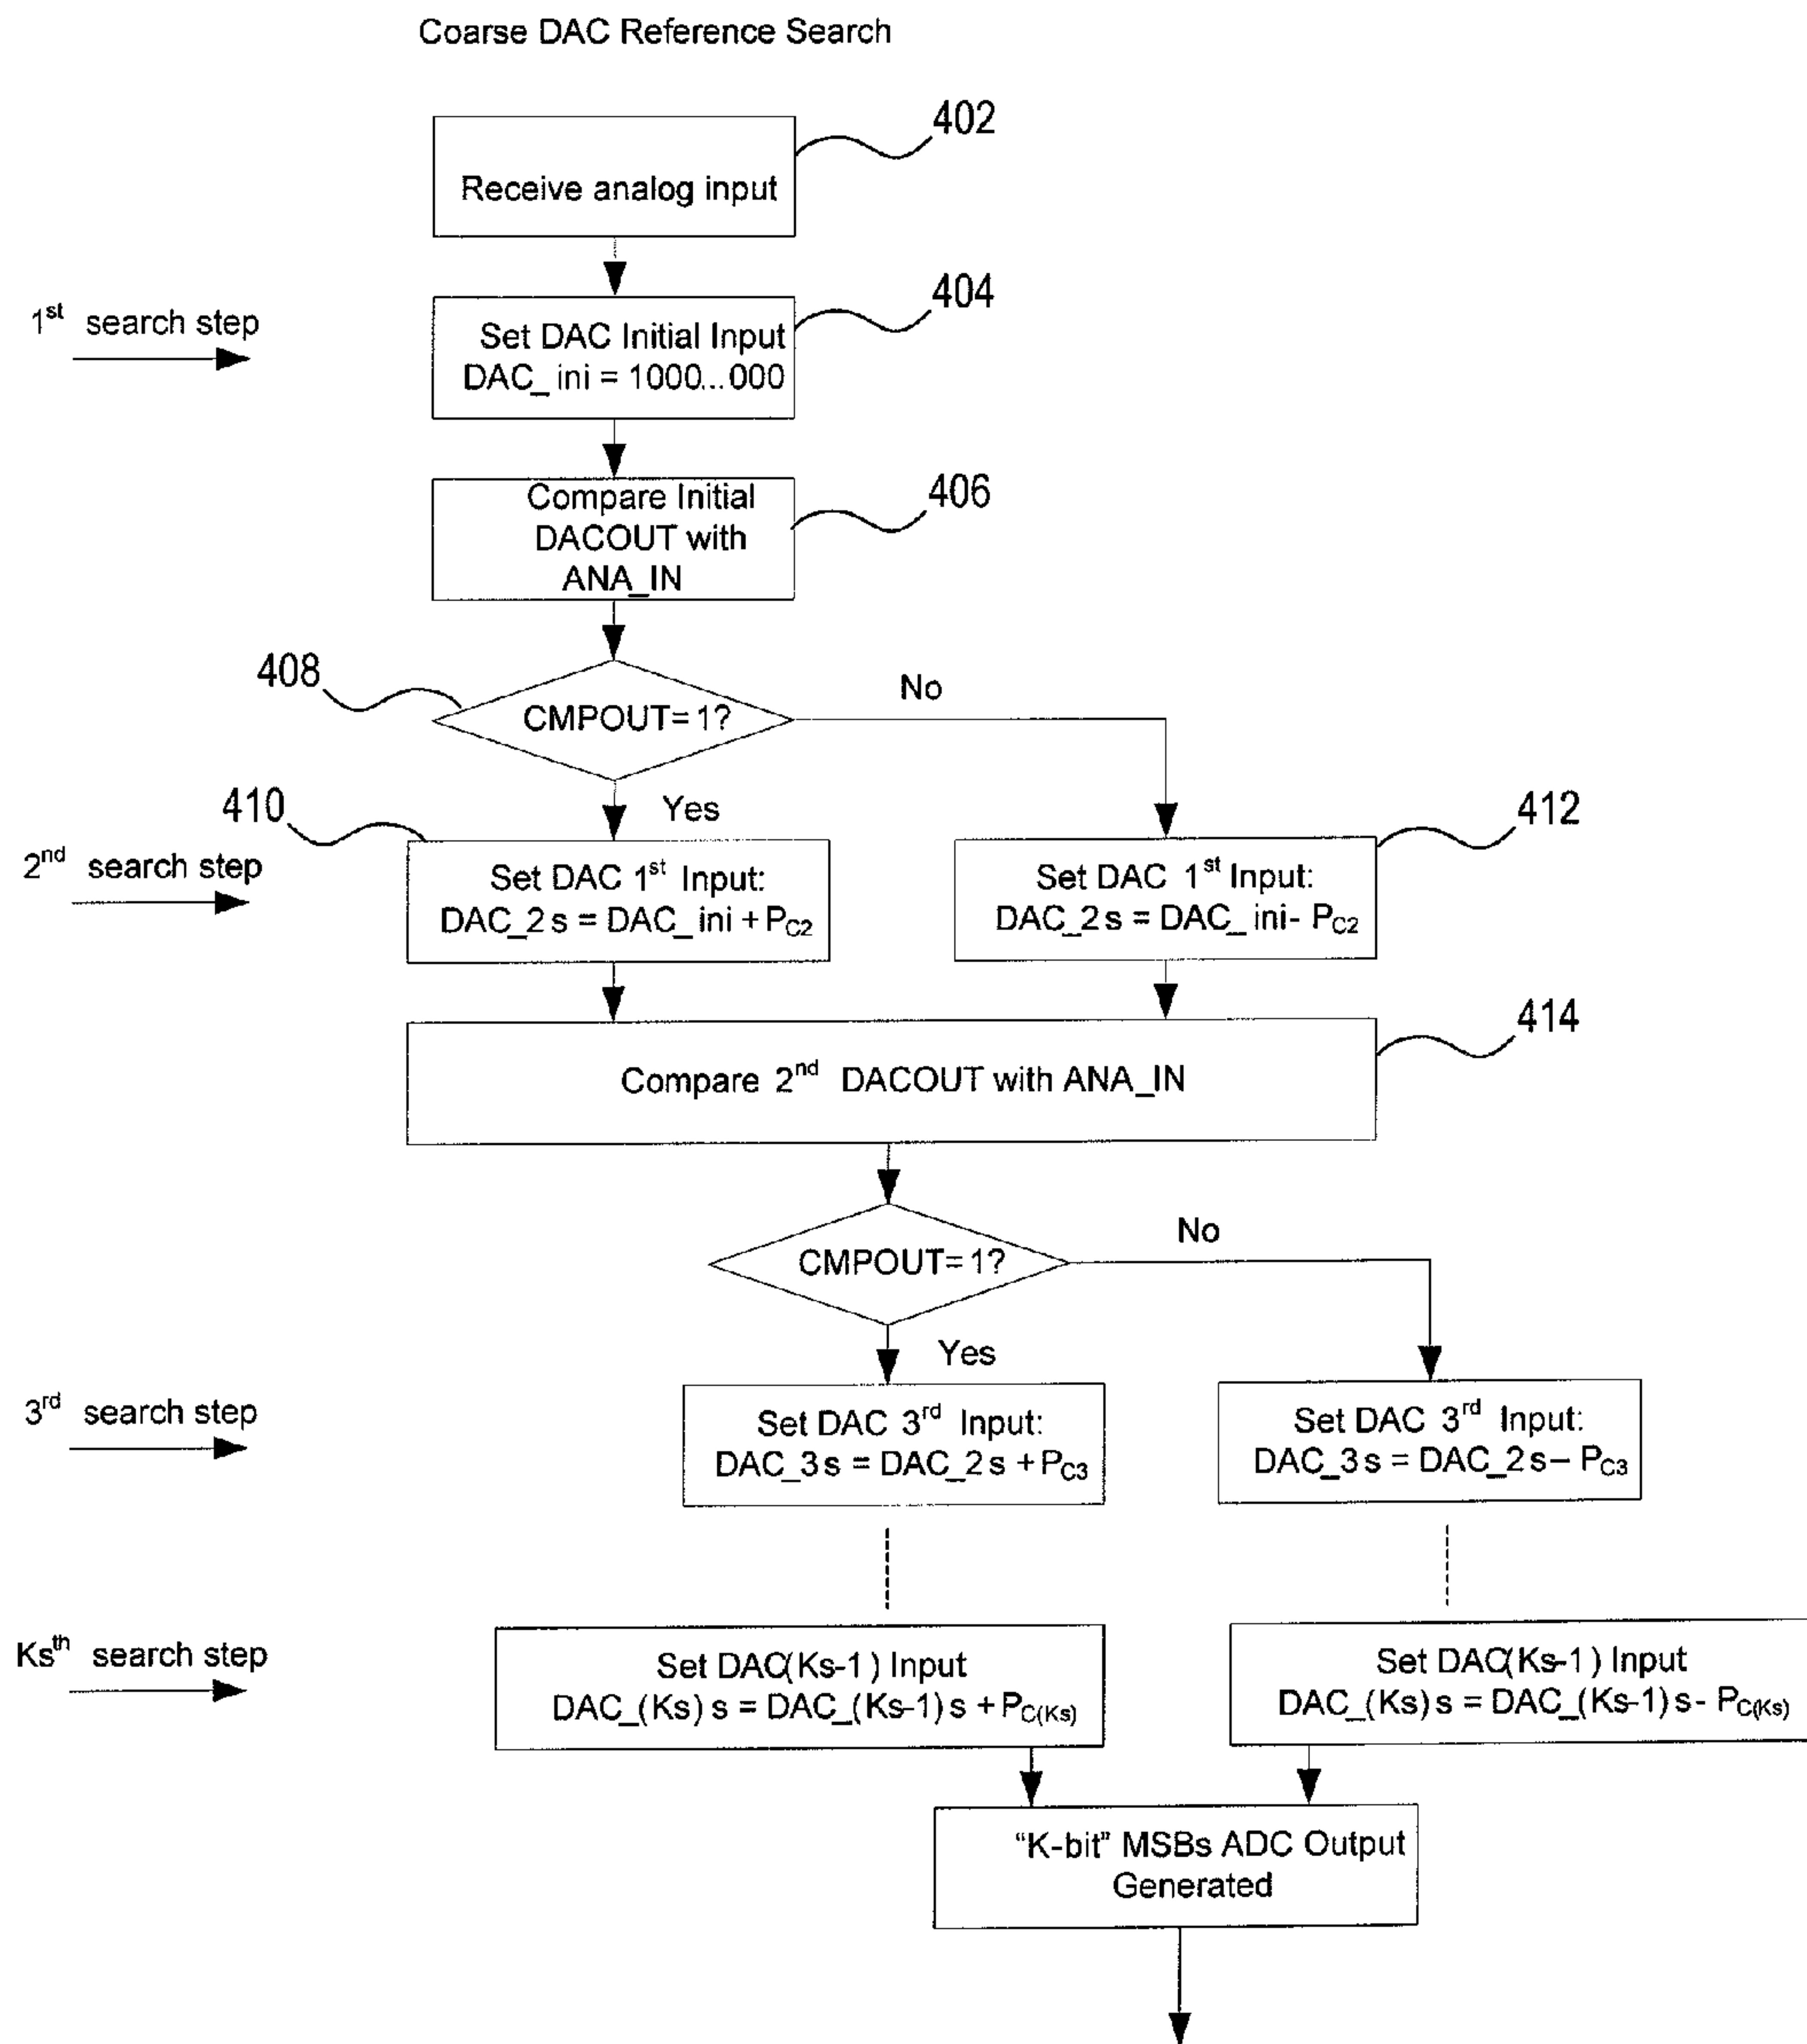 Coarse DAC Reference Search
402
Receive analog input
1st search step
404
Set DAC Initial Input
DAC_ini = 1000...000
406
Compare Initial
DACOUT with
ANA_IN
408
CMPOUT=1?
No
Yes
2nd search step
410
Set DAC 1st Input:
DAC_2s = DAC_ini + PC2
412
Set DAC 1st Input:
DAC_2s = DAC_ini - PC2
414
Compare 2nd DACOUT with ANA_IN
CMPOUT=1?
No
Yes
3rd search step
Set DAC 3rd Input:
DAC_3s = DAC_2s + PC3
Set DAC 3rd Input:
DAC_3s = DAC_2s – PC3
Ksth search step
Set DAC(Ks-1) Input
DAC_(Ks)s = DAC_(Ks-1)s + PC(Ks)
Set DAC(Ks-1) Input
DAC_(Ks)s = DAC_(Ks-1)s - PC(Ks)
“K-bit” MSBs ADC Output
Generated